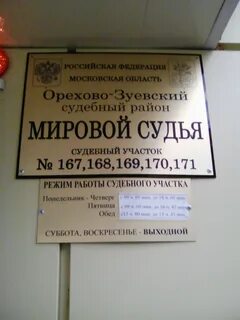 РОССИЙСКАЯ ФЕДЕРАЦИЯ
МОСКОВСКАЯ ОБЛАСТЬ
Орехово-Зуевский
судебный район
МИРОВОЙ СУДЬЯ
СУДЕБНЫЙ УЧАСТОК
№ 167,168,169,170,171
РЕЖИМ РАБОТЫ СУДЕБНОГО УЧАСТКА
Понедельник - Четверг
Пятница
Обед
СУББОТА, ВОСКРЕСЕНЬЕ - ВЫХОДНОЙ